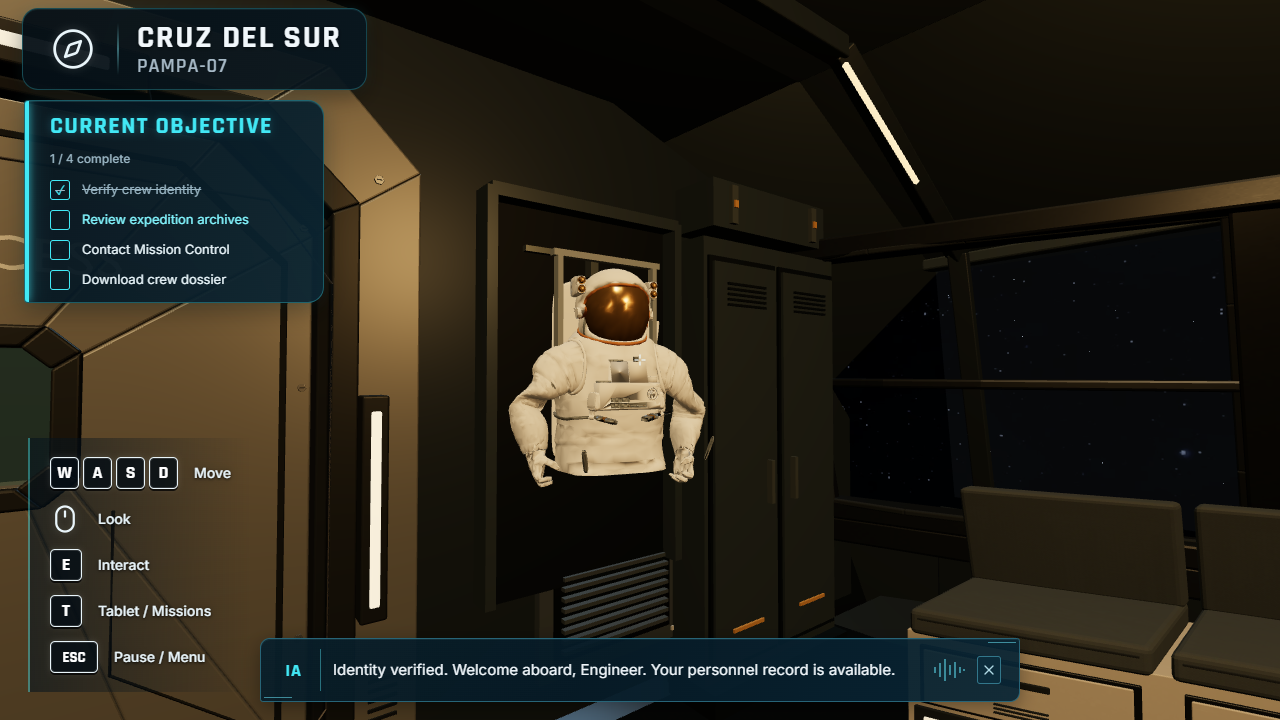 CRUZ DEL SUR
PAMPA-07
CURRENT OBJECTIVE
1 / 4 complete
Verify crew identity
Review expedition archives
Contact Mission Control
Download crew dossier
W A S D Move
Look
E Interact
T Tablet / Missions
ESC Pause / Menu
IA Identity verified. Welcome aboard, Engineer. Your personnel record is available.